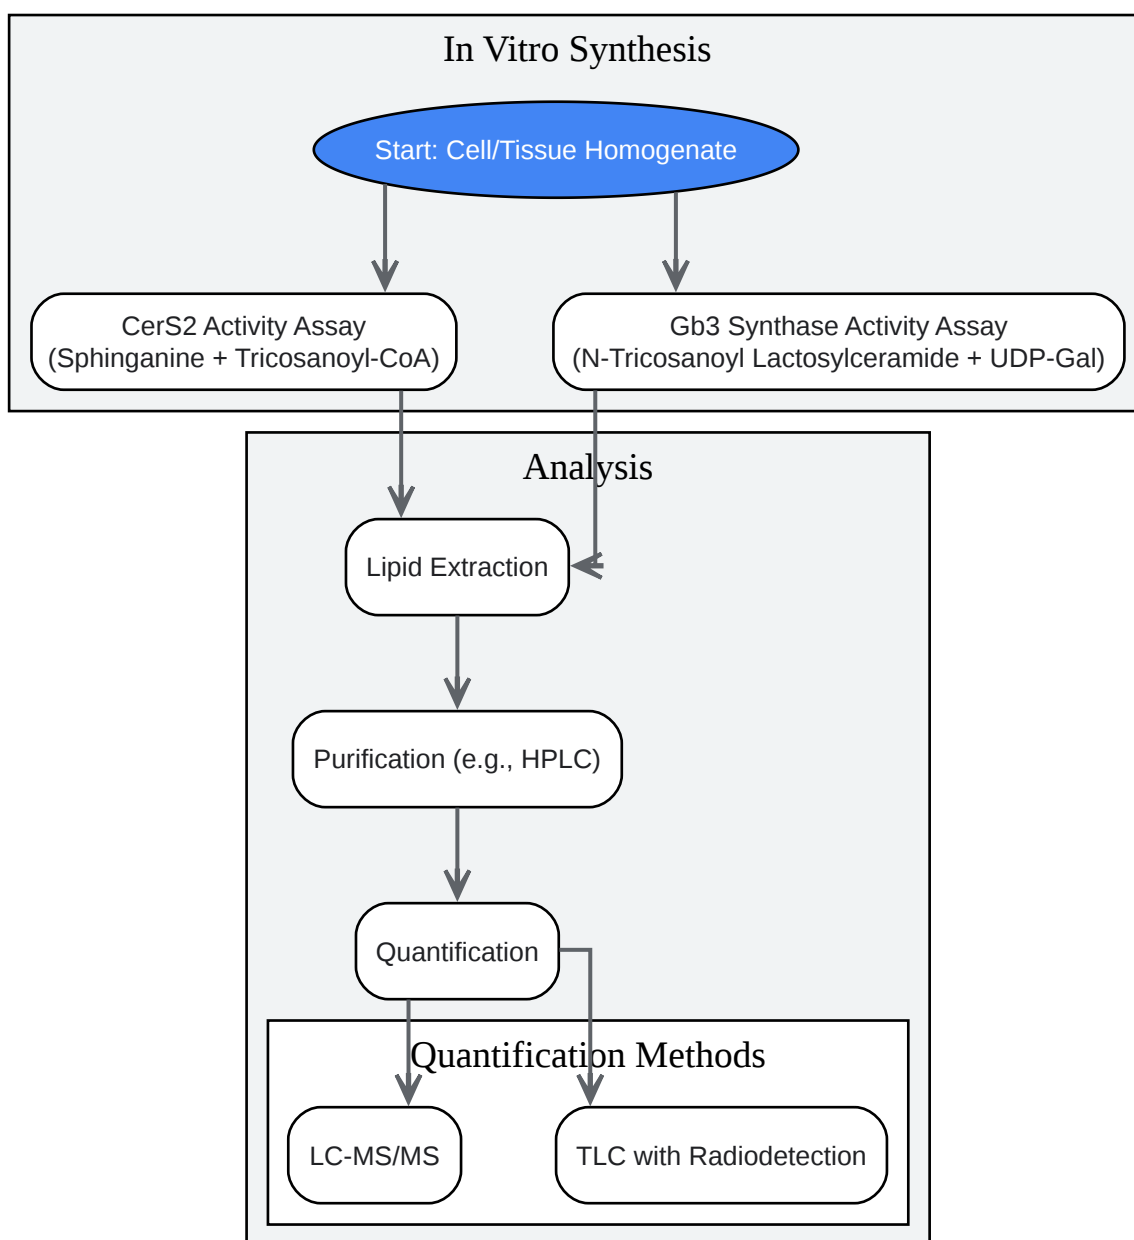 In Vitro Synthesis
Start: Cell/Tissue Homogenate
CerS2 Activity Assay
(Sphinganine + Tricosanoyl-CoA)
Gb3 Synthase Activity Assay
(N-Tricosanoyl Lactosylceramide + UDP-Gal)
Analysis
Lipid Extraction
Purification (e.g., HPLC)
Quantification
Quantification Methods
LC-MS/MS
TLC with Radiodetection